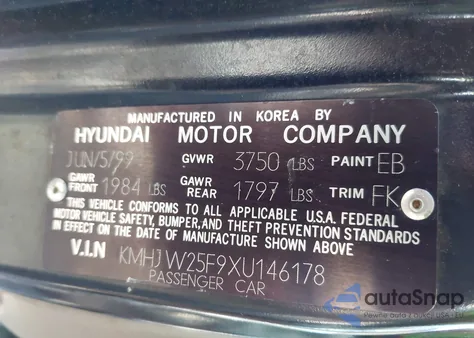 MANUFACTURED IN KOREA BY
HYUNDAI MOTOR COMPANY
JUN/5/99 GVWR 3750 LBS PAINT EB
GAWR FRONT 1984 LBS GAWR REAR 1797 LBS TRIM FK
THIS VEHICLE CONFORMS TO ALL APPLICABLE U.S.A. FEDERAL
MOTOR VEHICLE SAFETY, BUMPER, AND THEFT PREVENTION STANDARDS
IN EFFECT ON THE DATE OF MANUFACTURE SHOWN ABOVE.
V.I.N KMHJW25F9XU146178
PASSENGER CAR
autoSnap